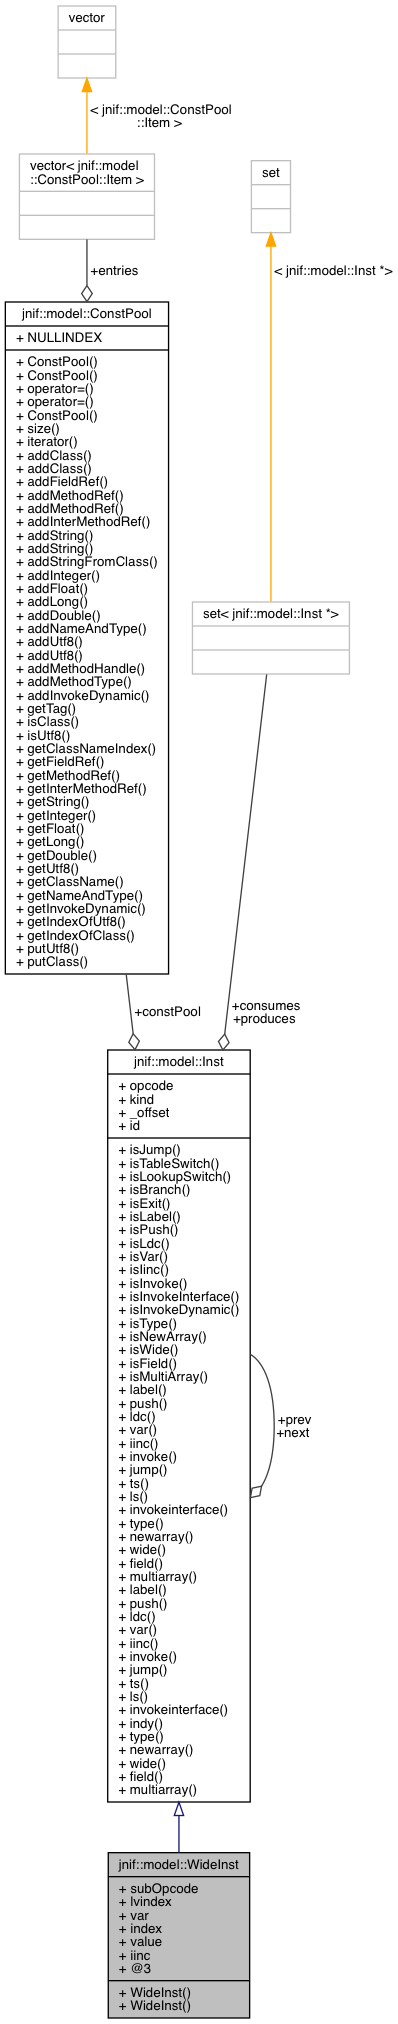 vector
< jnif::model::ConstPool
::Item >
vector< jnif::model
::ConstPool::Item >
set
+entries
< jnif::model::Inst *>
jnif::model::ConstPool
+ NULLINDEX
+ ConstPool()
+ ConstPool()
+ operator=()
+ operator=()
+ ConstPool()
+ size()
+ iterator()
+ addClass()
+ addClass()
+ addFieldRef()
+ addMethodRef()
+ addMethodRef()
+ addInterMethodRef()
+ addString()
+ addString()
+ addStringFromClass()
+ addInteger()
+ addFloat()
+ addLong()
+ addDouble()
+ addNameAndType()
+ addUtf8()
+ addUtf8()
+ addMethodHandle()
+ addMethodType()
+ addInvokeDynamic()
+ getTag()
+ isClass()
+ isUtf8()
+ getClassNameIndex()
+ getFieldRef()
+ getMethodRef()
+ getInterMethodRef()
+ getString()
+ getInteger()
+ getFloat()
+ getLong()
+ getDouble()
+ getUtf8()
+ getClassName()
+ getNameAndType()
+ getInvokeDynamic()
+ getIndexOfUtf8()
+ getIndexOfClass()
+ putUtf8()
+ putClass()
set< jnif::model::Inst *>
+constPool
+consumes
+produces
jnif::model::Inst
+ opcode
+ kind
+ _offset
+ id
+ isJump()
+ isTableSwitch()
+ isLookupSwitch()
+ isBranch()
+ isExit()
+ isLabel()
+ isPush()
+ isLdc()
+ isVar()
+ isIinc()
+ isInvoke()
+ isInvokeInterface()
+ isInvokeDynamic()
+ isType()
+ isNewArray()
+ isWide()
+ isField()
+ isMultiArray()
+ label()
+ push()
+ ldc()
+ var()
+ iinc()
+ invoke()
+ jump()
+ ts()
+ ls()
+ invokeinterface()
+ type()
+ newarray()
+ wide()
+ field()
+ multiarray()
+ label()
+ push()
+ ldc()
+ var()
+ iinc()
+ invoke()
+ jump()
+ ts()
+ ls()
+ invokeinterface()
+ indy()
+ type()
+ newarray()
+ wide()
+ field()
+ multiarray()
+prev
+next
jnif::model::WideInst
+ subOpcode
+ lvindex
+ var
+ index
+ value
+ iinc
+ @3
+ WideInst()
+ WideInst()